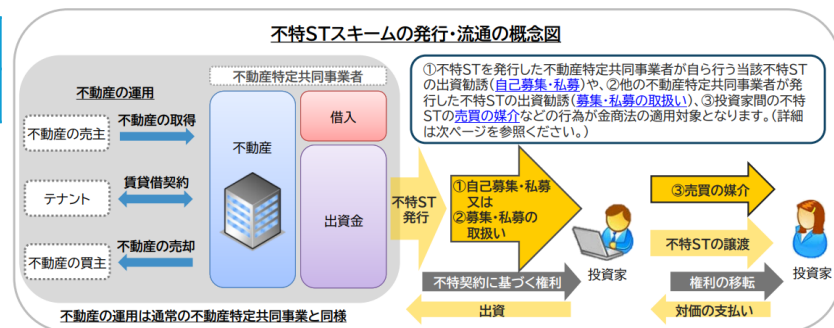 不特STスキームの発行・流通の概念図
不動産特定共同事業者
不動産の運用
不動産の売主
不動産の取得
テナント
賃貸借契約
不動産の買主
不動産の売却
不動産
借入
出資金
不動産の運用は通常の不動産特定共同事業と同様
①不特STを発行した不動産特定共同事業者が自ら行う当該不特ST
の出資勧誘(自己募集・私募)や、②他の不動産特定共同事業者が発
行した不特STの出資勧誘(募集・私募の取扱い)、③投資家間の不特
STの売買の媒介などの行為が金商法の適用対象となります。(詳細
は次ページを参照ください。)
不特ST
発行
①自己募集・私募
又は
②募集・私募の
取扱い
不特契約に基づく権利
出資
投資家
③売買の媒介
不特STの譲渡
権利の移転
対価の支払い
投資家